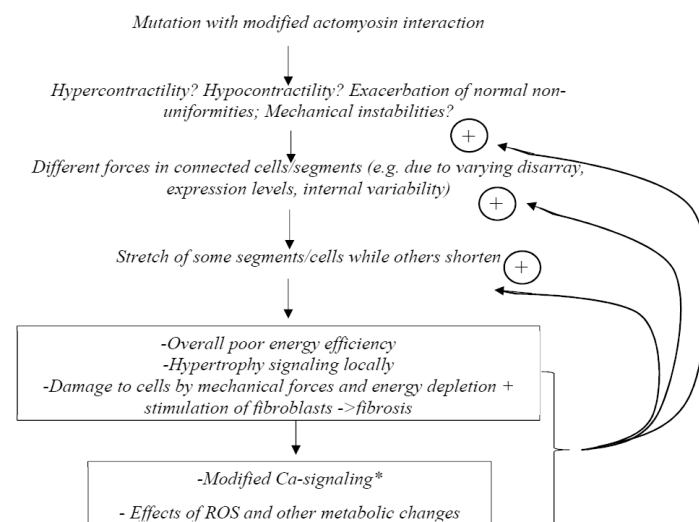 Mutation with modified actomyosin interaction
Hypercontractility? Hypocontractility? Exacerbation of normal non-
uniformities; Mechanical instabilities?
+
Different forces in connected cells/segments (e.g. due to varying disarray,
expression levels, internal variability)
+
Stretch of some segments/cells while others shorten
+
-Overall poor energy efficiency
-Hypertrophy signaling locally
-Damage to cells by mechanical forces and energy depletion +
stimulation of fibroblasts ->fibrosis
-Modified Ca-signaling*
- Effects of ROS and other metabolic changes